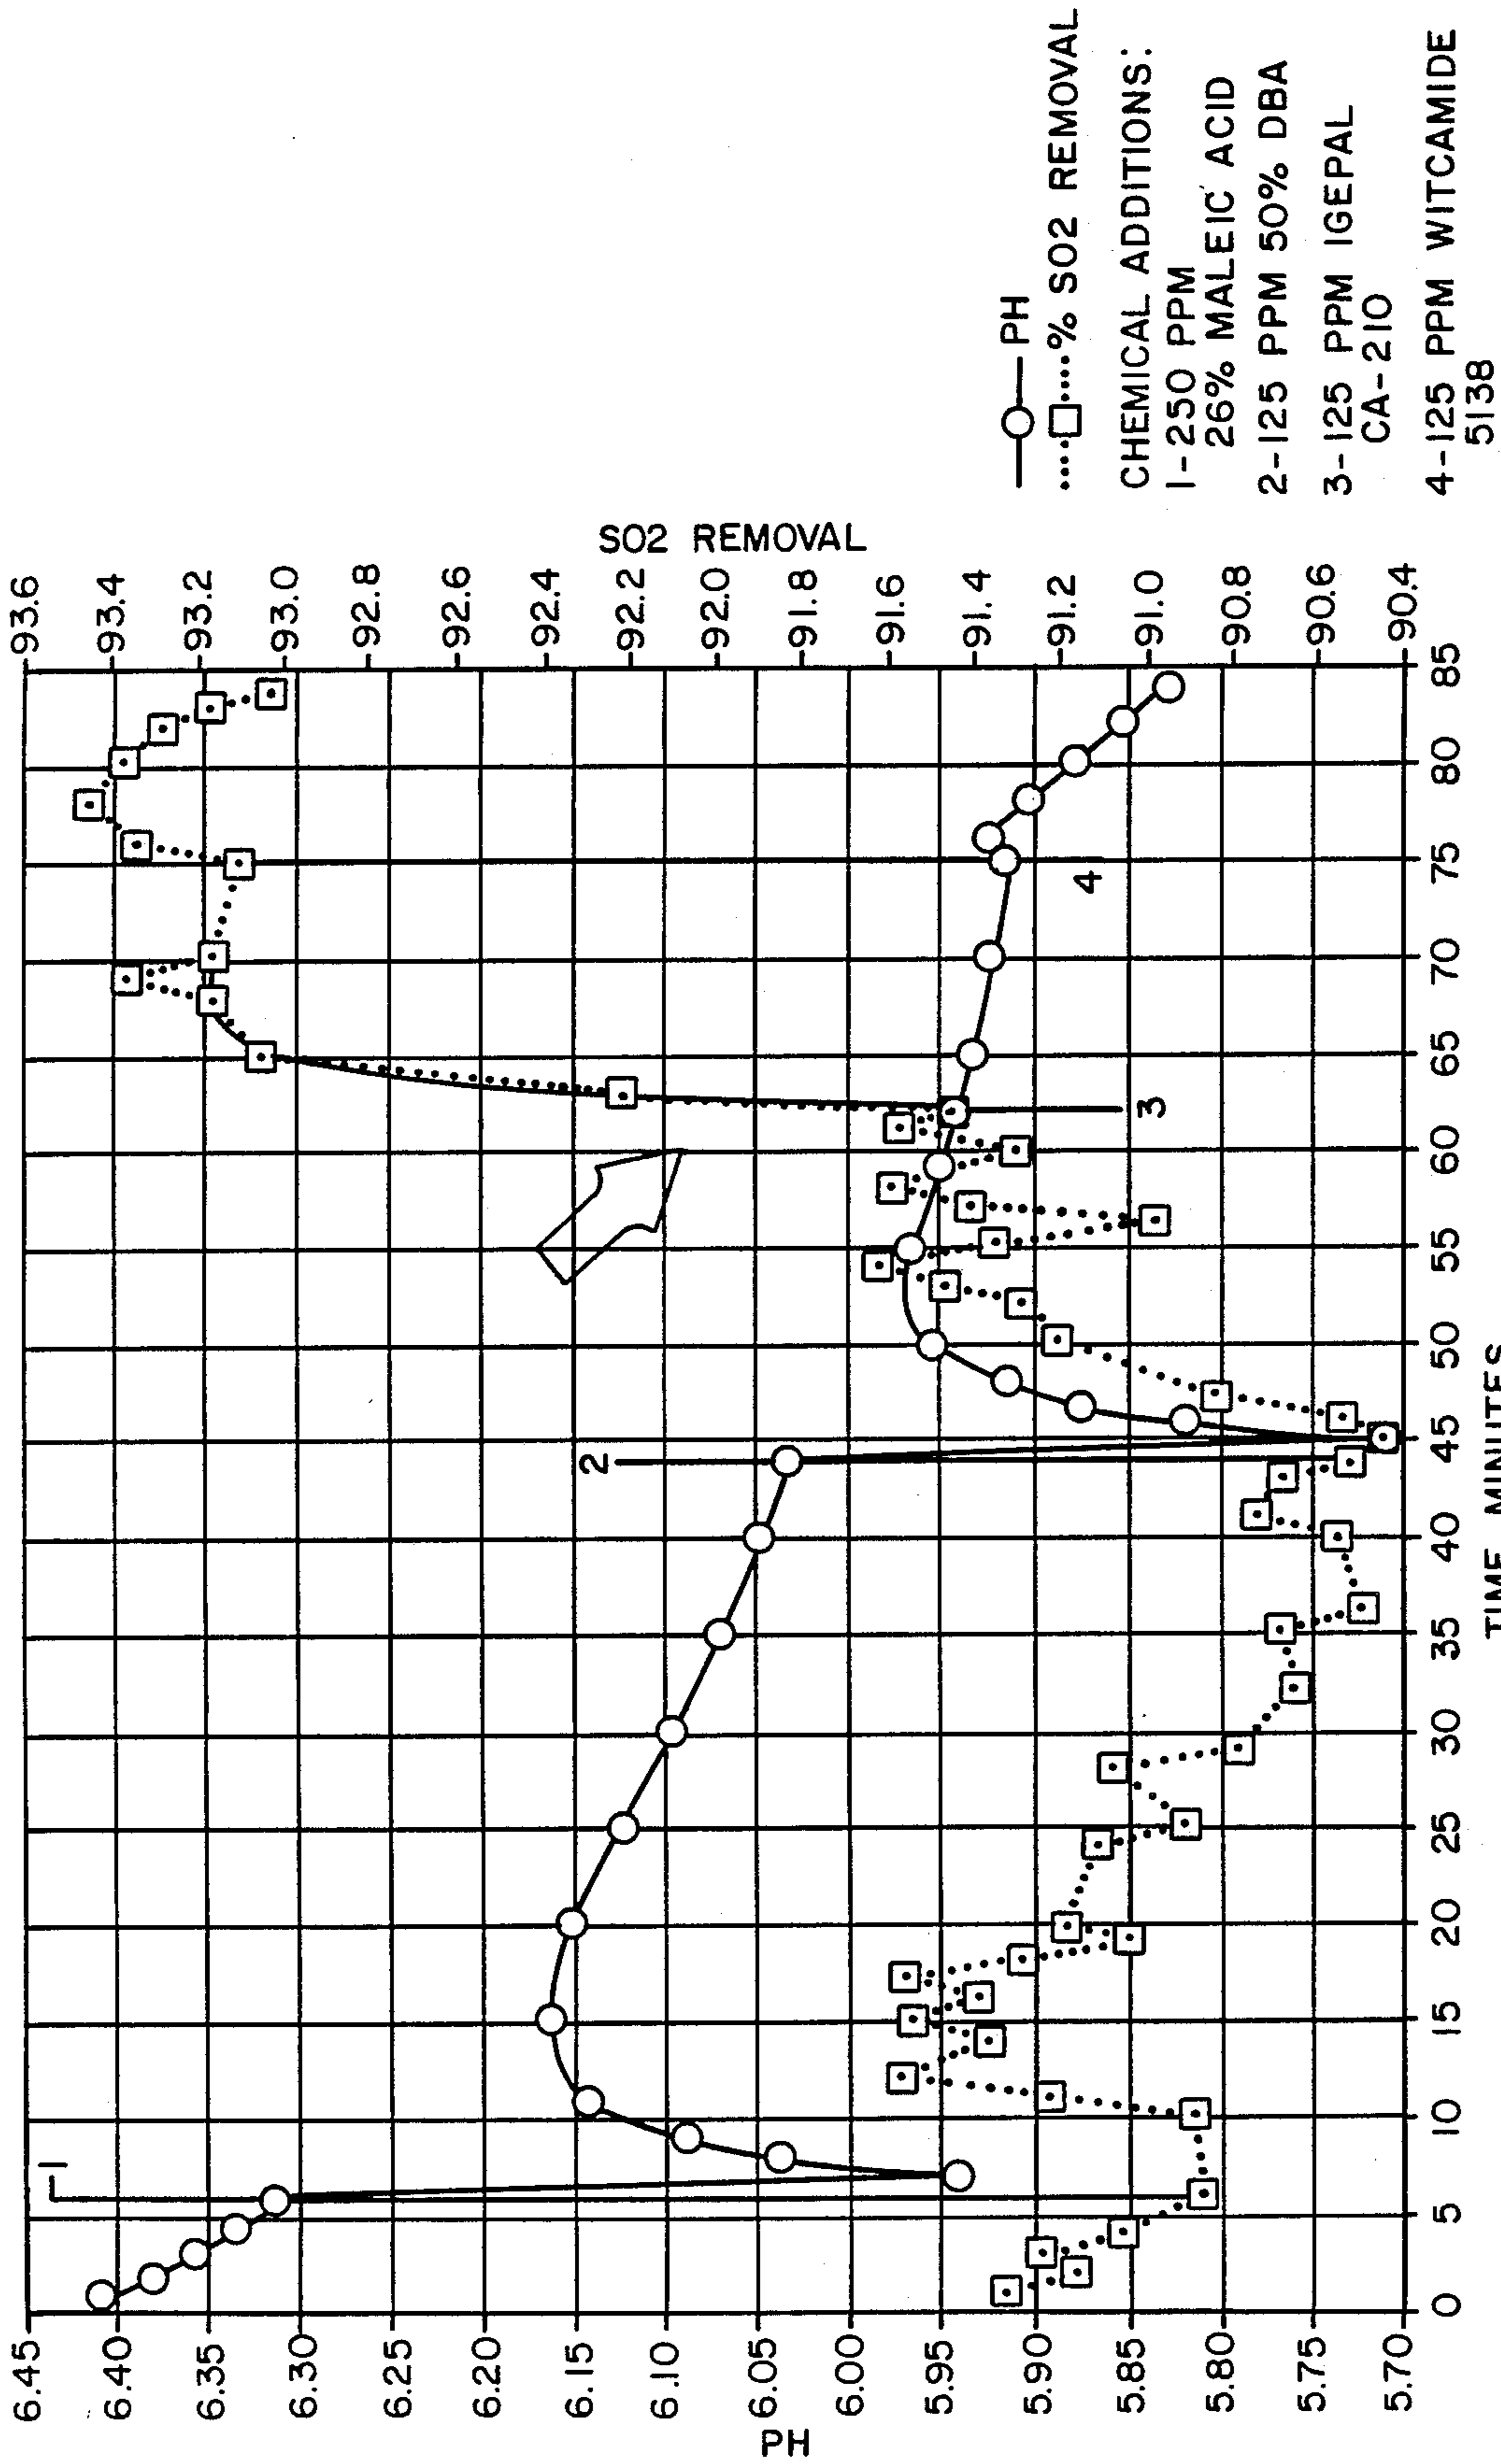 PH
6.45
6.40
6.35
6.30
6.25
6.20
6.15
6.10
6.05
6.00
5.95
5.90
5.85
5.80
5.75
5.70
0 5 10 15 20 25 30 35 40 45 50 55 60 65 70 75 80 85
TIME, MINUTES
1
2
3
4
93.6
93.4
93.2
93.0
92.8
92.6
92.4
92.2
92.0
91.8
91.6
91.4
91.2
91.0
90.8
90.6
90.4
SO2 REMOVAL
PH
% SO2 REMOVAL
CHEMICAL ADDITIONS:
1-250 PPM
26% MALEIC ACID
2-125 PPM 50% DBA
3-125 PPM IGEPAL
CA-210
4-125 PPM WITCAMIDE
5138